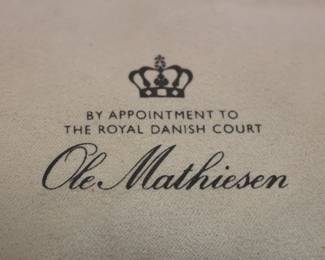 BY APPOINTMENT TO
THE ROYAL DANISH COURT
Ole Mathiesen